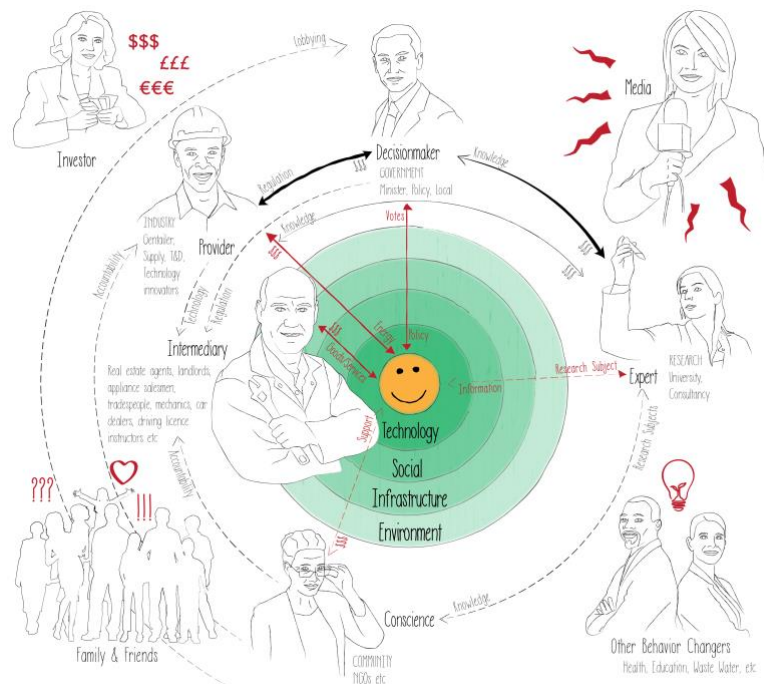 $$$
£££
€€€
Investor
Lobbying
Media
Decisionmaker
GOVERNMENT
Minister, Policy, Local
Regulation
$$$
Knowledge
$$$
Knowledge
$$$
Votes
INDUSTRY
Gentailer,
Supply, T&D,
Technology
innovators
Provider
$$$
Accountability
Technology
Regulation
Intermediary
Real estate agents, landlords,
appliance salesmen,
tradespeople, mechanics, car
dealers, driving licence
instructors etc
$$$
Goods/Services
Energy
Policy
Information
Research Subject
Expert
RESEARCH
University,
Consultancy
Research Subjects
Support
Technology
Social
Infrastructure
Environment
Accountability
$$$
???
!!!
Family & Friends
Conscience
COMMUNITY
NGOs etc
Knowledge
Other Behavior Changers
Health, Education, Waste Water, etc